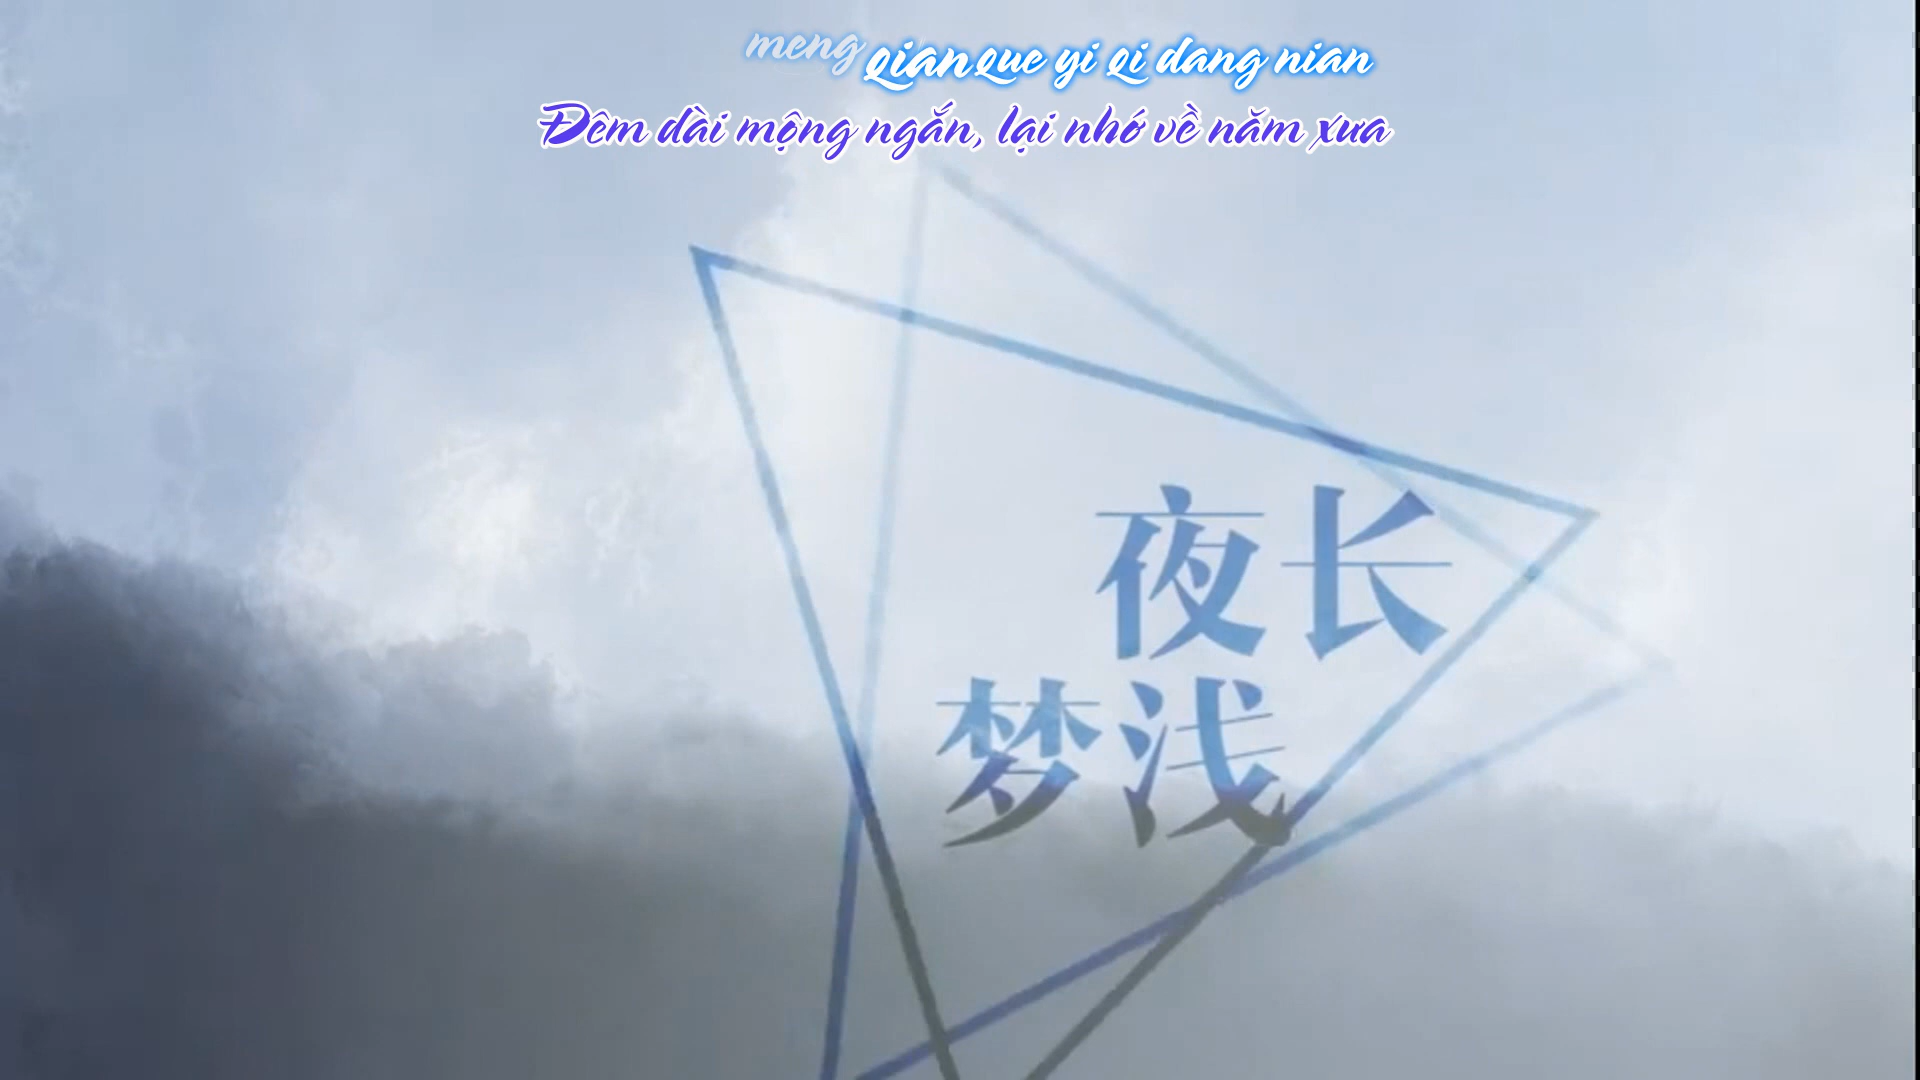 meng qian que yi qi dang nian
Đêm dài mộng ngắn, lại nhớ về năm xưa
夜长
梦浅